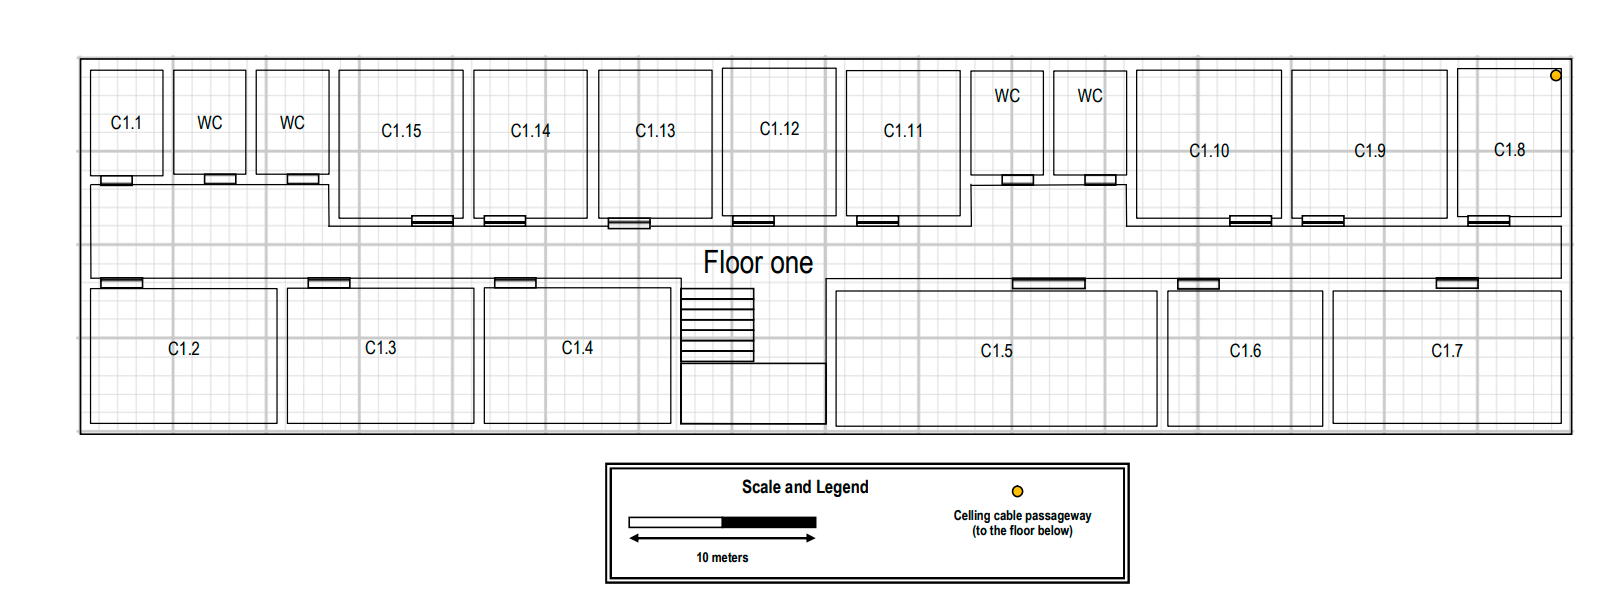 C1.1
WC
WC
C1.15
C1.14
C1.13
C1.12
C1.11
WC
WC
C1.10
C1.9
C1.8
Floor one
C1.2
C1.3
C1.4
C1.5
C1.6
C1.7
Scale and Legend
10 meters
Celling cable passageway
(to the floor below)